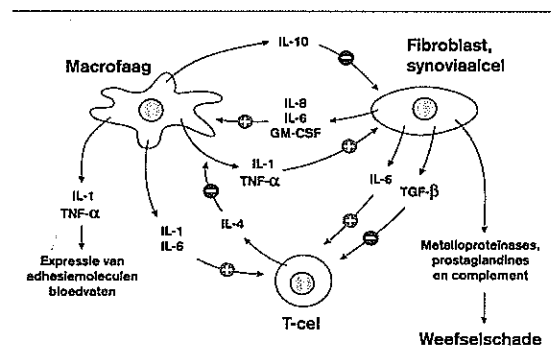 IL-10
Macrofaag
Fibroblast,
synoviaalcel
IL-8
IL-6
GM-CSF
IL-1
TNF-α
IL-1
TNF-α
Expressie van
adhesiemoleculen
bloedvaten
IL-1
IL-6
IL-4
IL-6
TGF-β
T-cel
Metalloproteïnases,
prostaglandines
en complement
Weefselschade